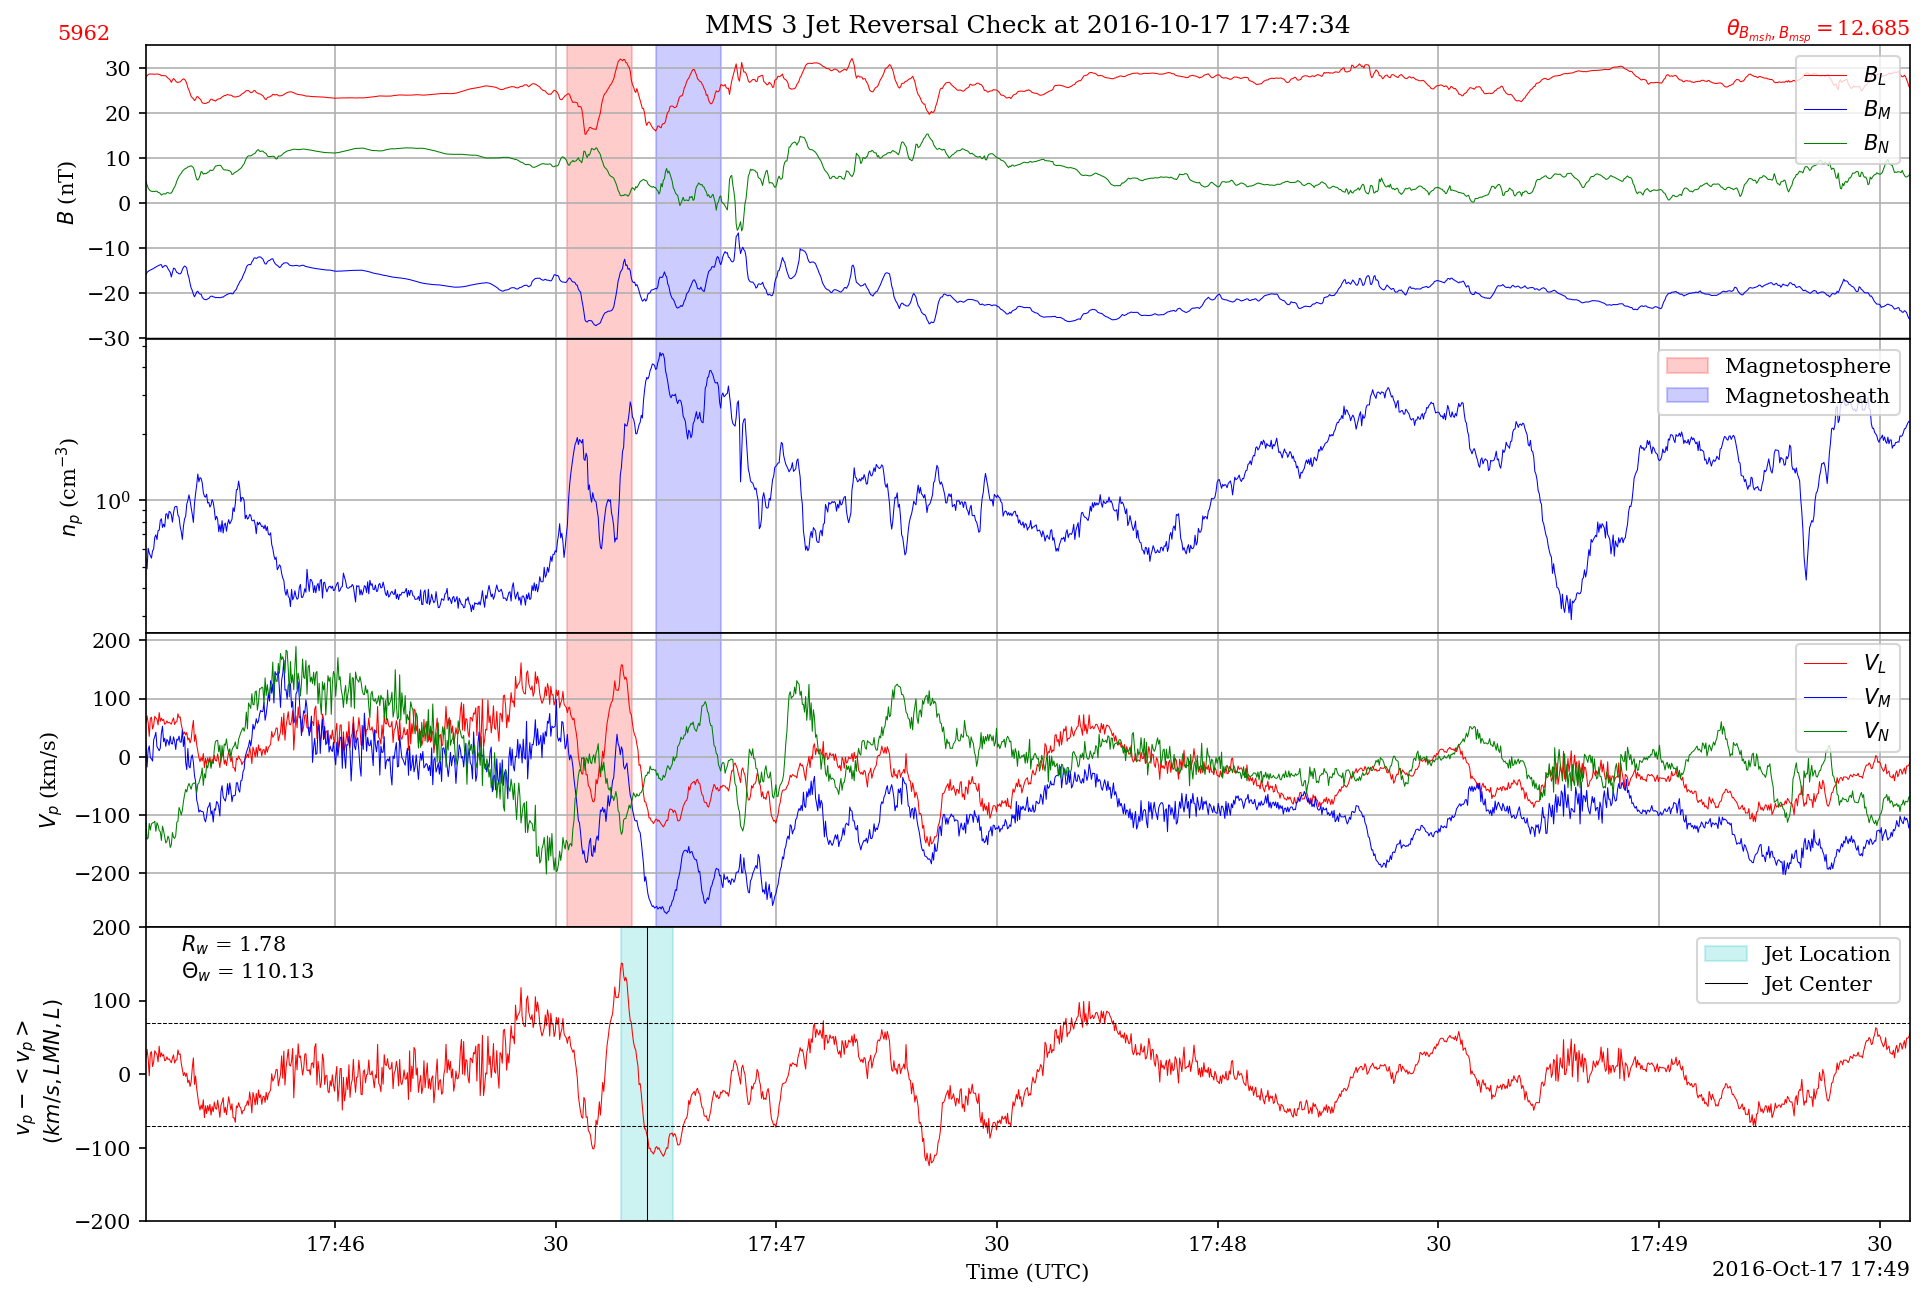 MMS 3 Jet Reversal Check at 2016-10-17 17:47:34
5962
θ_{B_{msh}, B_{msp}} = 12.685
30
20
10
0
−10
−20
−30
B (nT)
B_L
B_M
B_N
10^0
n_p (cm^{−3})
Magnetosphere
Magnetosheath
200
100
0
−100
−200
V_p (km/s)
V_L
V_M
V_N
200
100
0
−100
−200
v_p − <v_p>
(km/s, LMN, L)
R_w = 1.78
Θ_w = 110.13
Jet Location
Jet Center
17:46
30
17:47
30
17:48
30
17:49
30
Time (UTC)
2016-Oct-17 17:49